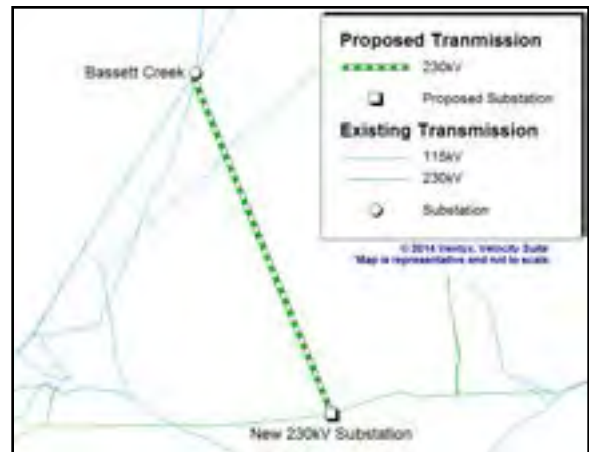 Bassett Creek
Proposed Tranmission
230kV
Proposed Substation
Existing Transmission
115kV
230kV
Substation
© 2014 Ventyx, Velocity Suite
*Map is representative and not to scale
New 230kV Substation